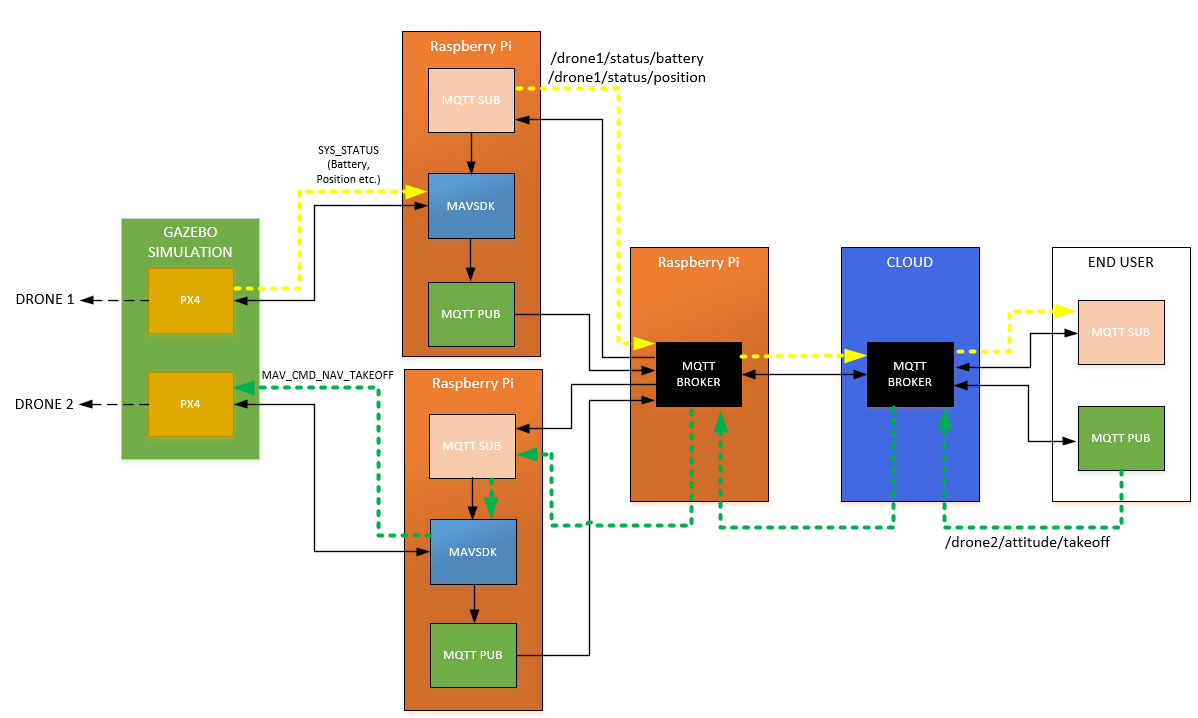 Raspberry Pi
MQTT SUB
/drone1/status/battery
/drone1/status/position
SYS_STATUS
(Battery,
Position etc.)
MAVSDK
MQTT PUB
GAZEBO
SIMULATION
PX4
DRONE 1
PX4
DRONE 2
MAV_CMD_NAV_TAKEOFF
Raspberry Pi
MQTT SUB
MAVSDK
MQTT PUB
Raspberry Pi
MQTT
BROKER
CLOUD
MQTT
BROKER
END USER
MQTT SUB
MQTT PUB
/drone2/attitude/takeoff